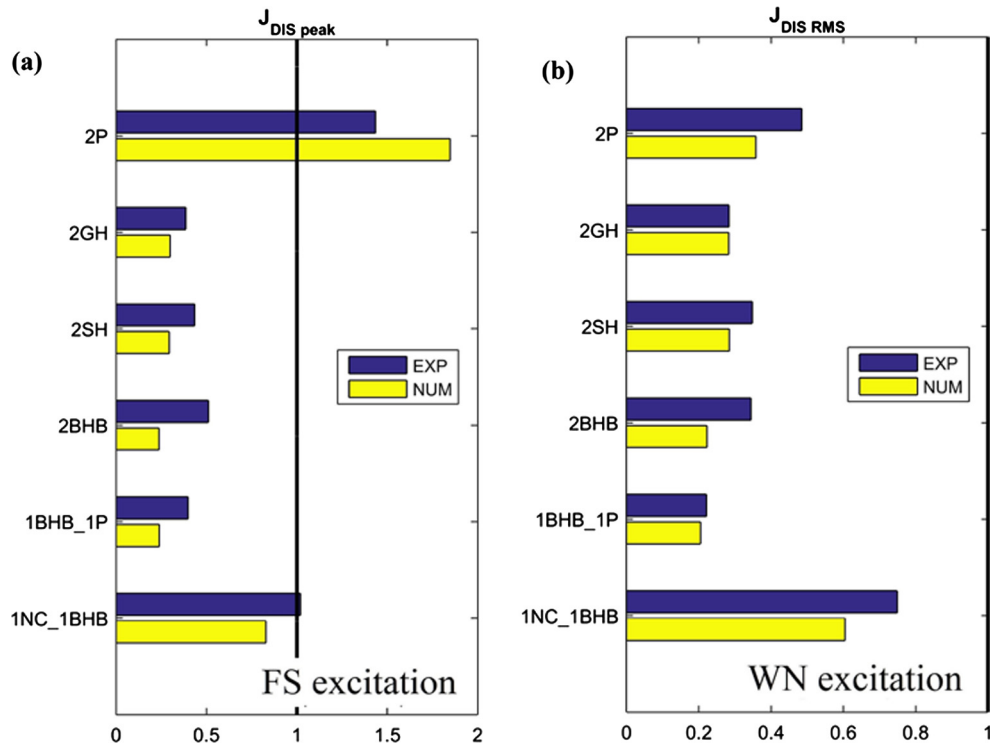 (a)
J DIS peak
2P
2GH
2SH
2BHB
1BHB_1P
1NC_1BHB
EXP
NUM
FS excitation
0 0.5 1 1.5 2
(b)
J DIS RMS
2P
2GH
2SH
2BHB
1BHB_1P
1NC_1BHB
EXP
NUM
WN excitation
0 0.2 0.4 0.6 0.8 1